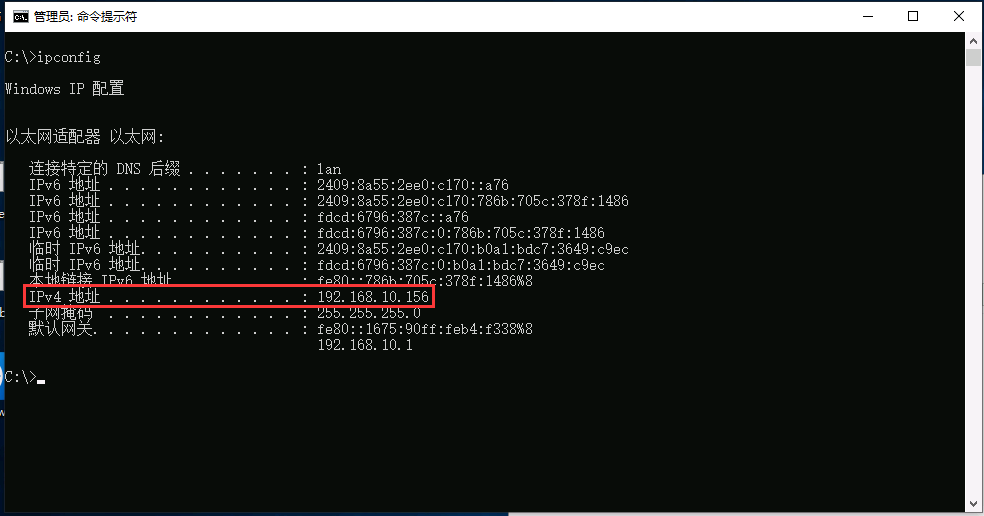 管理员: 命令提示符
C:\>ipconfig
Windows IP 配置
以太网适配器 以太网:
连接特定的 DNS 后缀 . . . . . . . : lan
IPv6 地址 . . . . . . . . . . . . : 2409:8a55:2ee0:c170::a76
IPv6 地址 . . . . . . . . . . . . : 2409:8a55:2ee0:c170:786b:705c:378f:1486
IPv6 地址 . . . . . . . . . . . . : fdcd:6796:387c::a76
IPv6 地址 . . . . . . . . . . . . : fdcd:6796:387c:0:786b:705c:378f:1486
临时 IPv6 地址. . . . . . . . . . : 2409:8a55:2ee0:c170:b0a1:bdc7:3649:c9ec
临时 IPv6 地址. . . . . . . . . . : fdcd:6796:387c:0:b0a1:bdc7:3649:c9ec
本地链接 IPv6 地址. . . . . . . . : fe80::786b:705c:378f:1486%8
IPv4 地址 . . . . . . . . . . . . : 192.168.10.156
子网掩码 . . . . . . . . . . . . : 255.255.255.0
默认网关. . . . . . . . . . . . . : fe80::1675:90ff:feb4:f338%8
192.168.10.1
C:\>